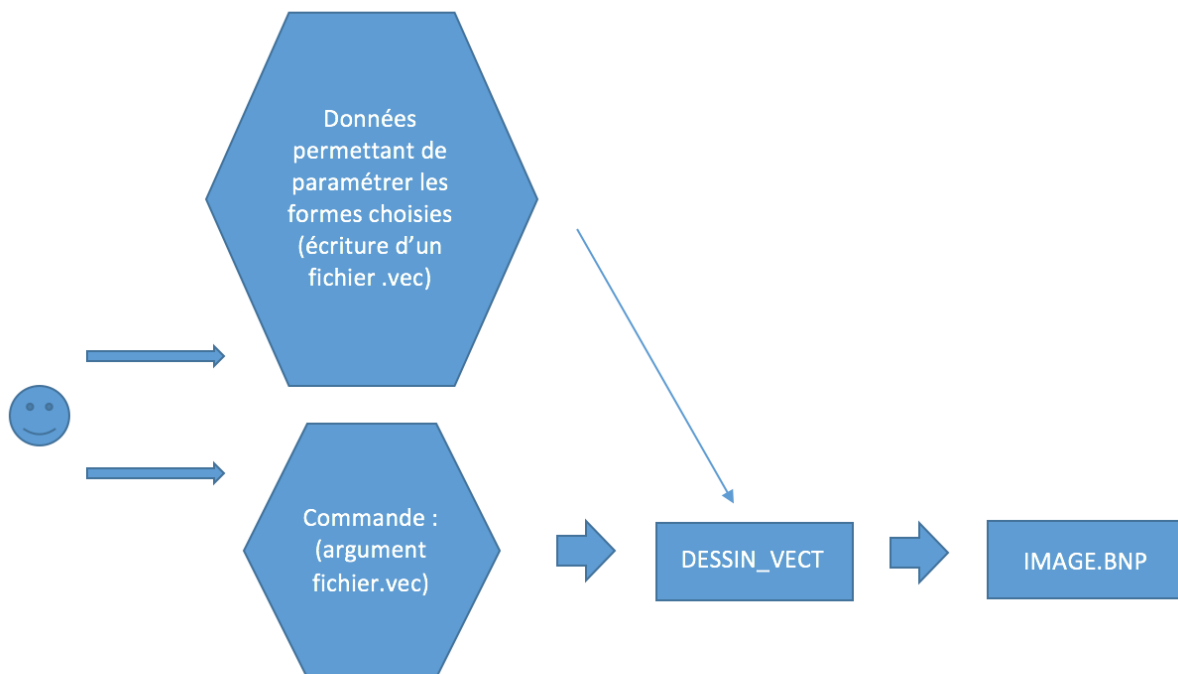 Données
permettant de
paramétrer les
formes choisies
(écriture d'un
fichier .vec)
Commande :
(argument
fichier.vec)
DESSIN_VECT
IMAGE.BNP